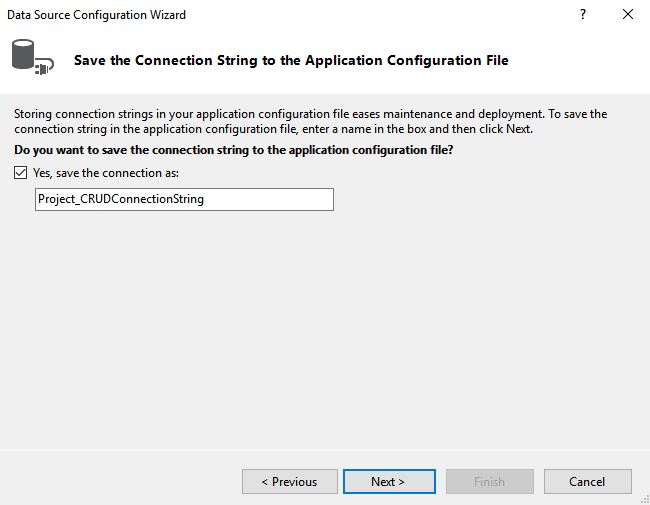 Data Source Configuration Wizard
?
Save the Connection String to the Application Configuration File
Storing connection strings in your application configuration file eases maintenance and deployment. To save the
connection string in the application configuration file, enter a name in the box and then click Next.
Do you want to save the connection string to the application configuration file?
Yes, save the connection as:
Project_CRUDConnectionString
< Previous
Next >
Finish
Cancel